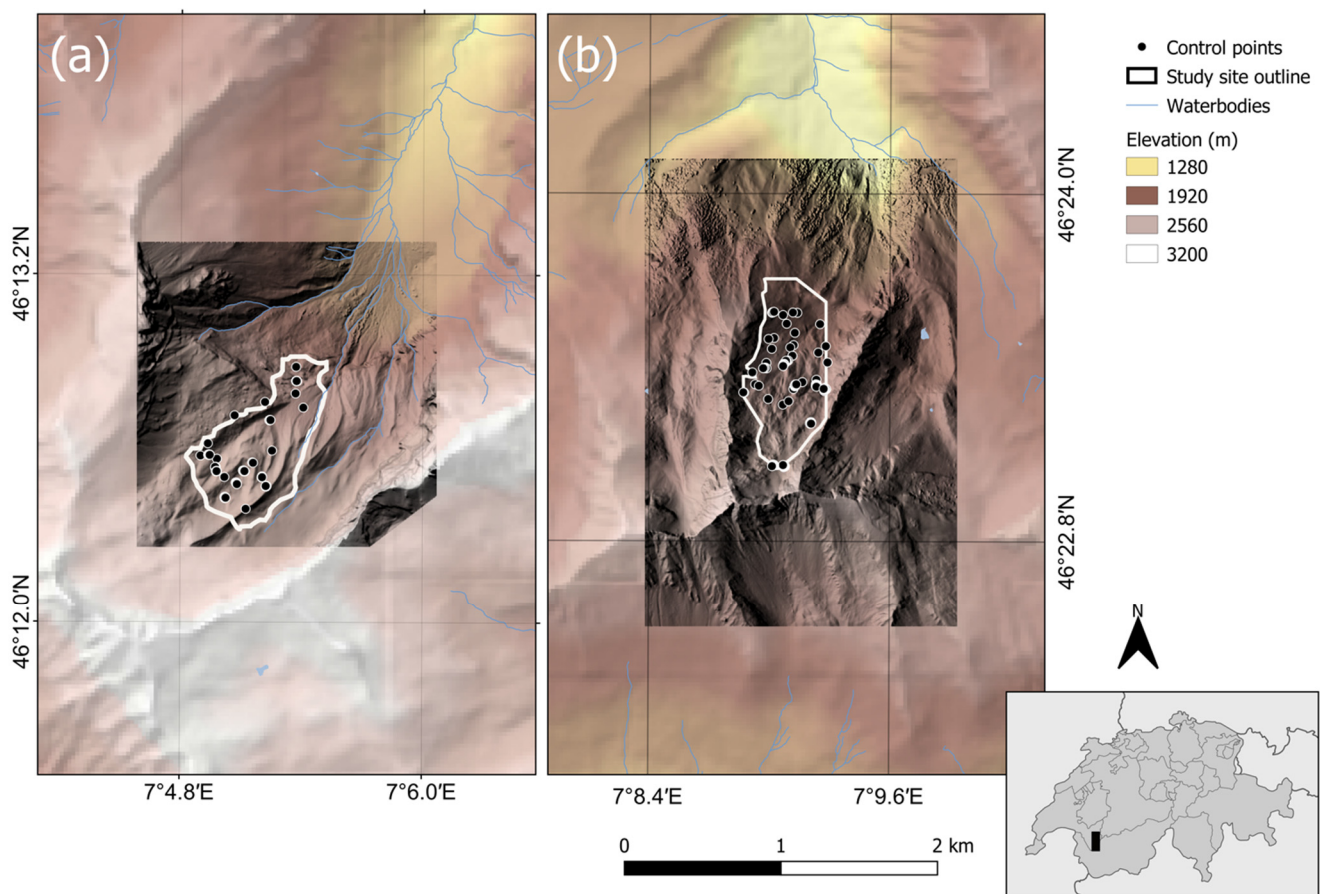 (a)
(b)
Control points
Study site outline
Waterbodies
Elevation (m)
1280
1920
2560
3200
46°13.2′N
46°12.0′N
46°24.0′N
46°22.8′N
7°4.8′E
7°6.0′E
7°8.4′E
7°9.6′E
0
1
2 km
N